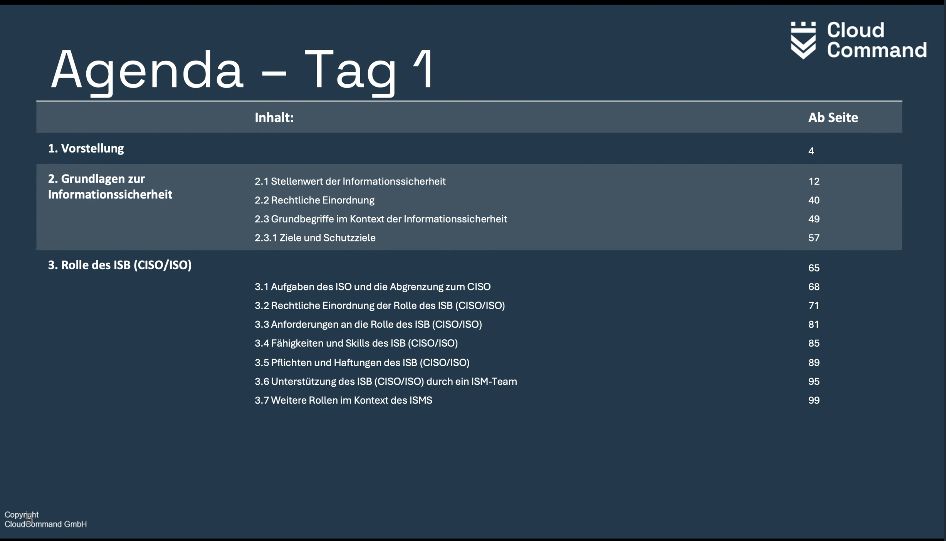 Cloud
Command
Agenda – Tag 1
Inhalt: Ab Seite
1. Vorstellung 4
2. Grundlagen zur
Informationssicherheit
2.1 Stellenwert der Informationssicherheit 12
2.2 Rechtliche Einordnung 40
2.3 Grundbegriffe im Kontext der Informationssicherheit 49
2.3.1 Ziele und Schutzziele 57
3. Rolle des ISB (CISO/ISO) 65
3.1 Aufgaben des ISO und die Abgrenzung zum CISO 68
3.2 Rechtliche Einordnung der Rolle des ISB (CISO/ISO) 71
3.3 Anforderungen an die Rolle des ISB (CISO/ISO) 81
3.4 Fähigkeiten und Skills des ISB (CISO/ISO) 85
3.5 Pflichten und Haftungen des ISB (CISO/ISO) 89
3.6 Unterstützung des ISB (CISO/ISO) durch ein ISM-Team 95
3.7 Weitere Rollen im Kontext des ISMS 99
Copyright
CloudCommand GmbH